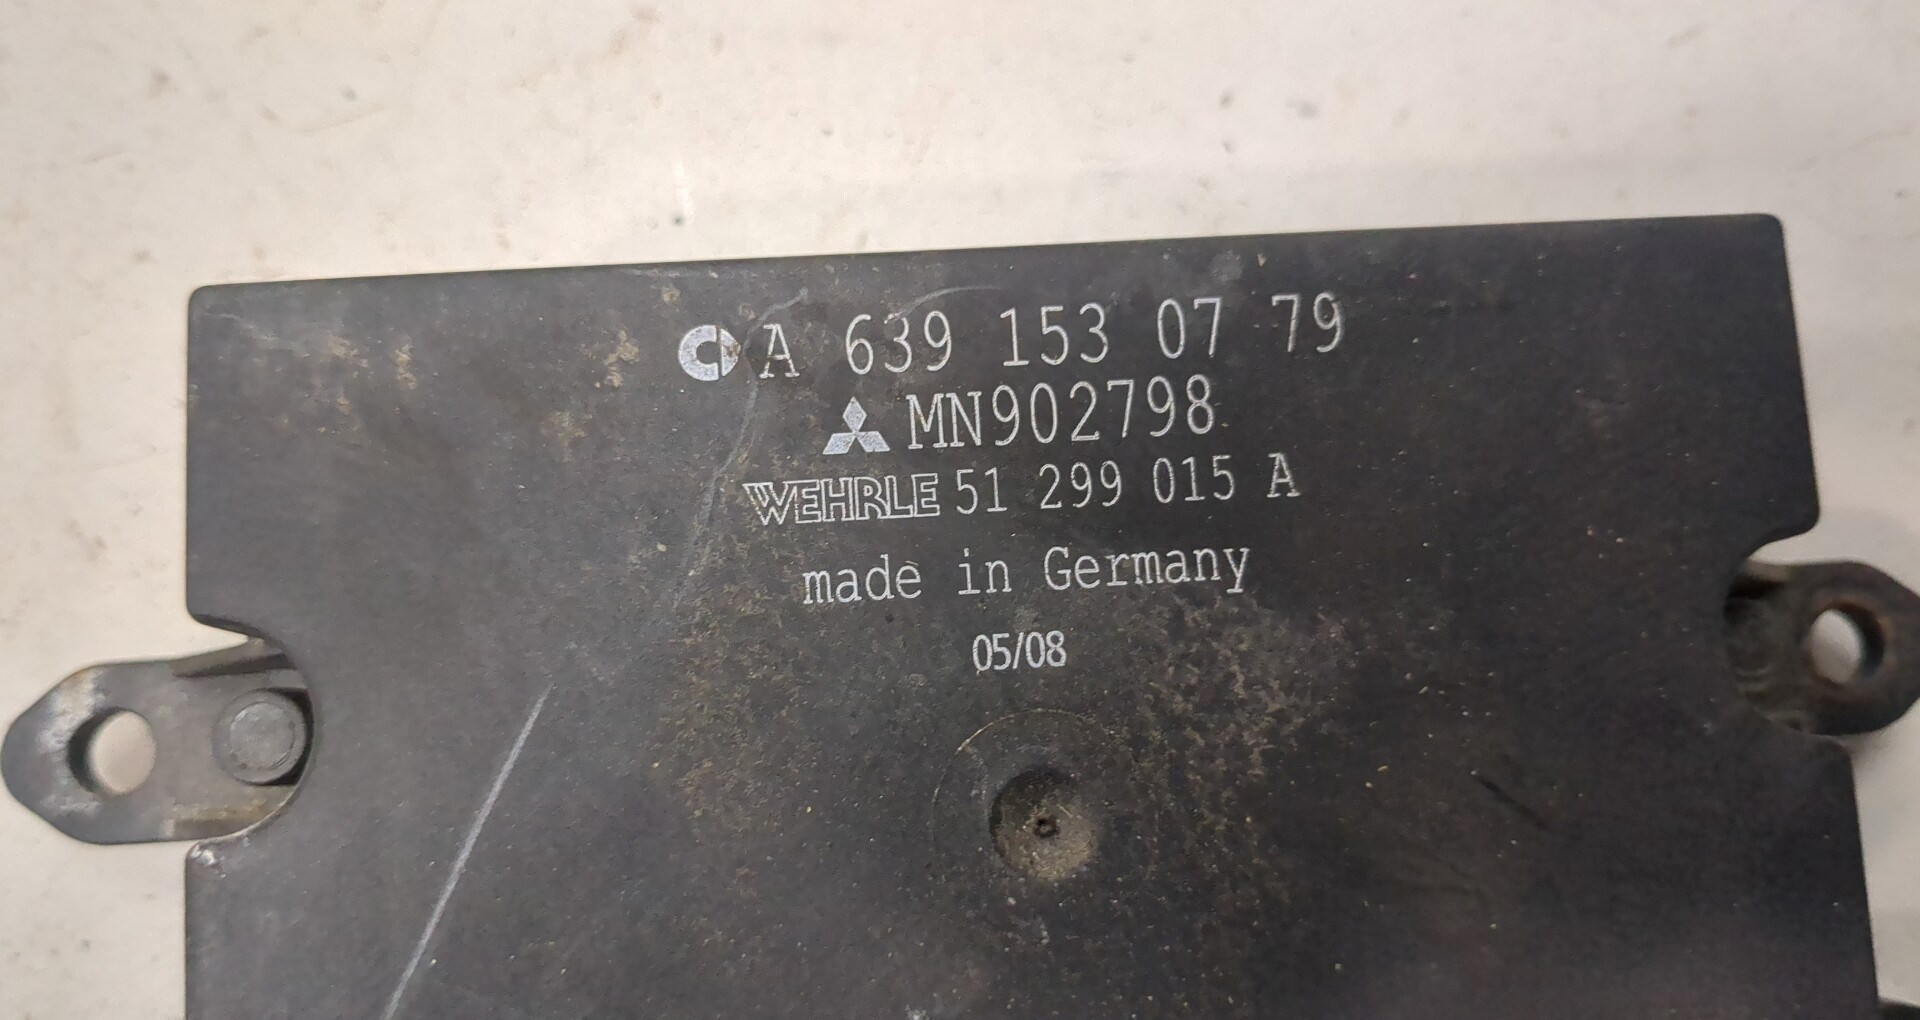 A 639 153 07 79
MN902798
WEHRLE 51 299 015 A
made in Germany
05/08